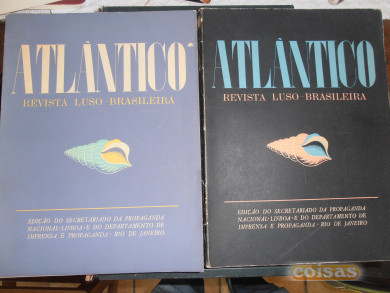 ATLÂNTICO
REVISTA LUSO-BRASILEIRA
EDIÇÃO DO SECRETARIADO DA PROPAGANDA
NACIONAL·LISBOA·E DO DEPARTAMENTO DE
IMPRENSA E PROPAGANDA·RIO DE JANEIRO
ATLÂNTICO
REVISTA LUSO-BRASILEIRA
EDIÇÃO DO SECRETARIADO DA PROPAGANDA
NACIONAL·LISBOA·E DO DEPARTAMENTO DE
IMPRENSA E PROPAGANDA·RIO DE JANEIRO
coisas